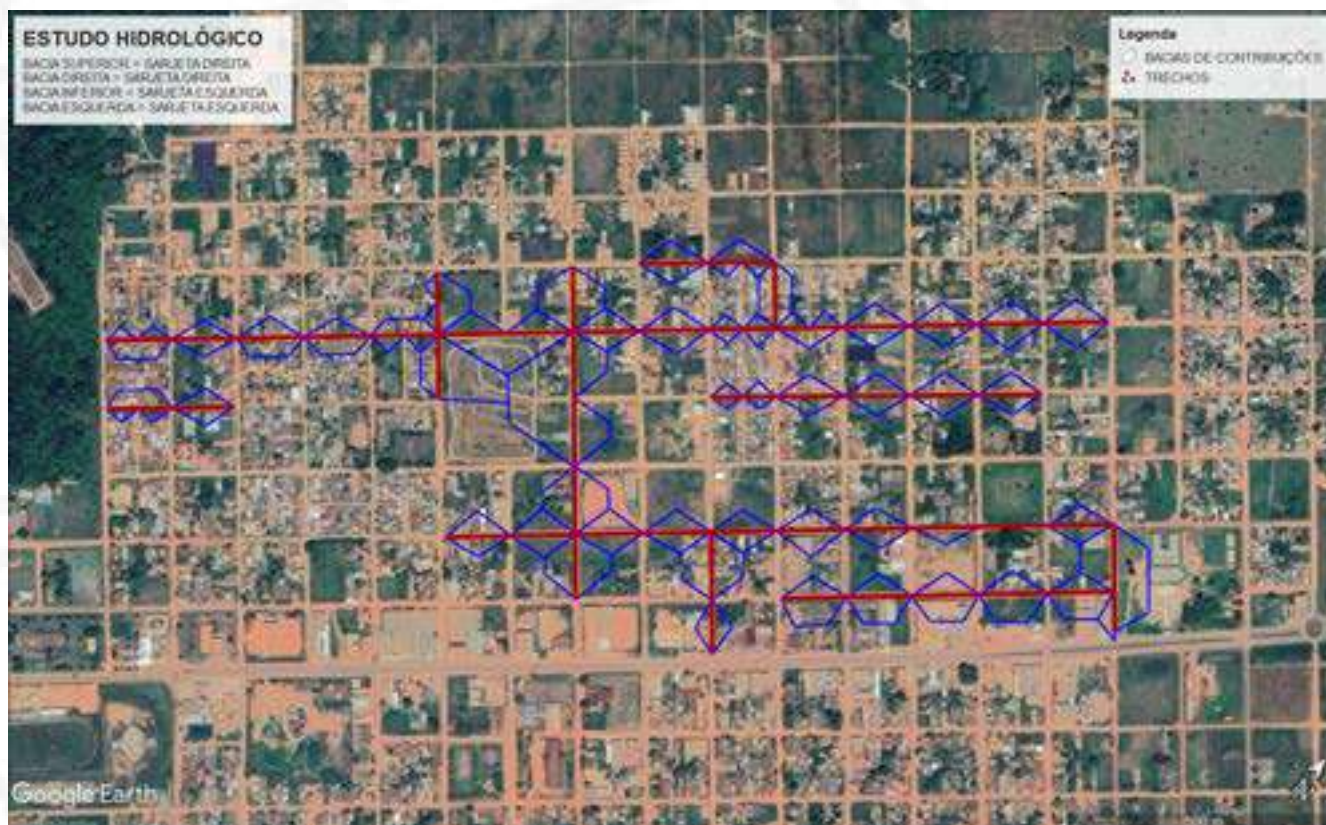 ESTUDO HIDROLÓGICO
BACIA SUPERIOR = SARJETA DIREITA
BACIA DIREITA = SARJETA DIREITA
BACIA INFERIOR = SARJETA ESQUERDA
BACIA ESQUERDA = SARJETA ESQUERDA
Legenda
BACIAS DE CONTRIBUIÇÕES
TRECHOS
Google Earth